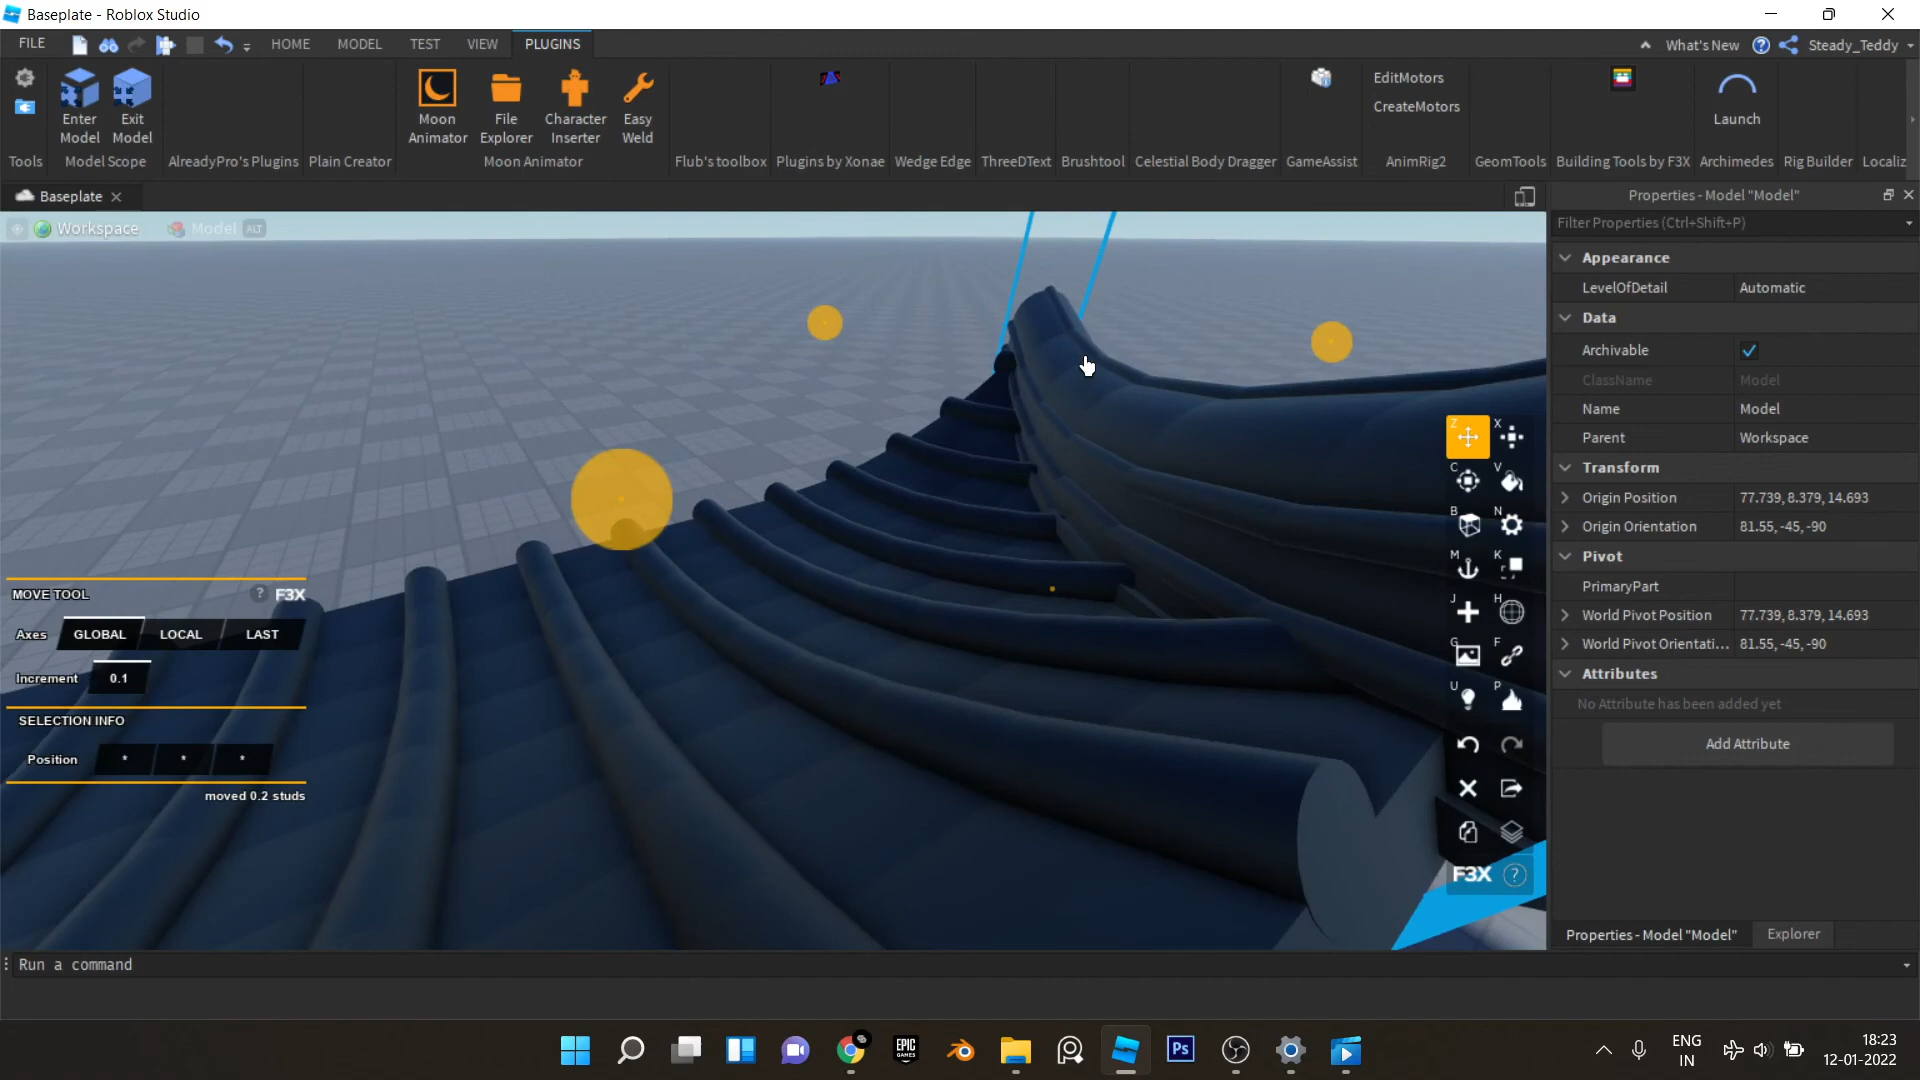 Baseplate - Roblox Studio
FILE HOME MODEL TEST VIEW PLUGINS What's New Steady_Teddy
Enter Model
Exit Model
Moon Animator
File Explorer
Character Inserter
Easy Weld
EditMotors
CreateMotors
Launch
Tools Model Scope AlreadyPro's Plugins Plain Creator Moon Animator Flub's toolbox Plugins by Xonae Wedge Edge ThreeDText Brushtool Celestial Body Dragger GameAssist AnimRig2 GeomTools Building Tools by F3X Archimedes Rig Builder Localiz
Baseplate
Workspace Model ALT
MOVE TOOL ? F3X
Axes GLOBAL LOCAL LAST
Increment 0.1
SELECTION INFO
Position * * *
moved 0.2 studs
Z X
C V
B N
M K
J H
G F
U P
F3X ?
Properties - Model "Model"
Filter Properties (Ctrl+Shift+P)
Appearance
LevelOfDetail Automatic
Data
Archivable
ClassName Model
Name Model
Parent Workspace
Transform
Origin Position 77.739, 8.379, 14.693
Origin Orientation 81.55, -45, -90
Pivot
PrimaryPart
World Pivot Position 77.739, 8.379, 14.693
World Pivot Orientati... 81.55, -45, -90
Attributes
No Attribute has been added yet
Add Attribute
Properties - Model "Model" Explorer
Run a command
EPIC GAMES
Ps
ENG
IN
18:23
12-01-2022